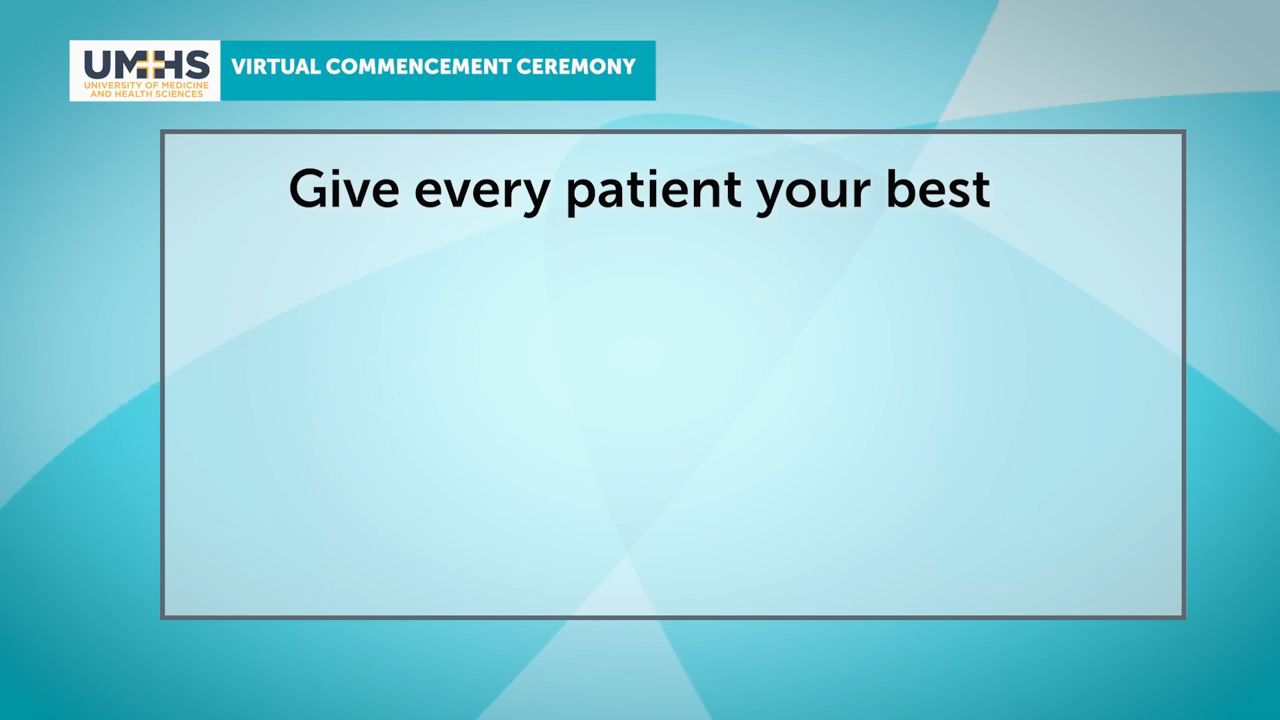 UMHS
UNIVERSITY OF MEDICINE
AND HEALTH SCIENCES
VIRTUAL COMMENCEMENT CEREMONY
Give every patient your best